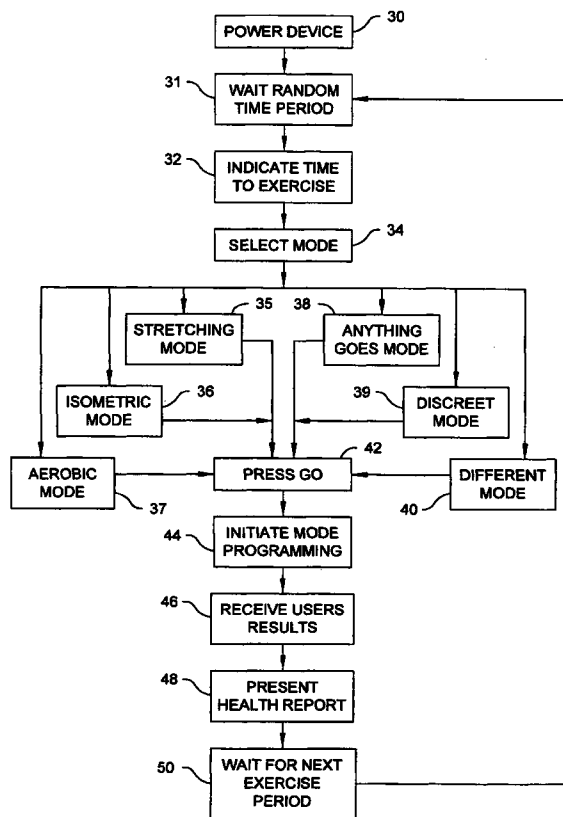 POWER DEVICE
30
31
WAIT RANDOM
TIME PERIOD
32
INDICATE TIME
TO EXERCISE
SELECT MODE
34
35
STRETCHING
MODE
38
ANYTHING
GOES MODE
ISOMETRIC
MODE
36
39
DISCREET
MODE
AEROBIC
MODE
37
PRESS GO
42
DIFFERENT
MODE
40
44
INITIATE MODE
PROGRAMMING
46
RECEIVE USERS
RESULTS
48
PRESENT
HEALTH REPORT
50
WAIT FOR NEXT
EXERCISE
PERIOD